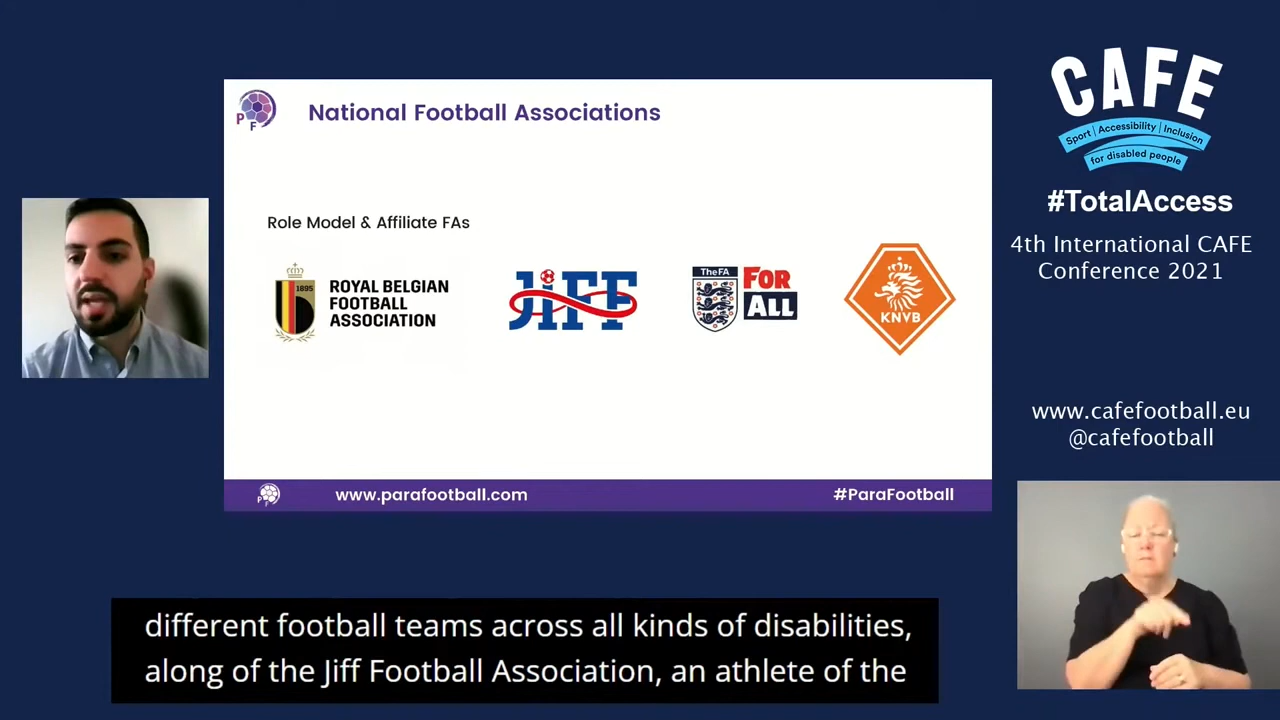 P F
National Football Associations
Role Model & Affiliate FAs
1895
ROYAL BELGIAN
FOOTBALL
ASSOCIATION
JiFF
The FA
FOR
ALL
KNVB
P F
www.parafootball.com
#ParaFootball
CAFE
Sport | Accessibility | Inclusion
for disabled people
#TotalAccess
4th International CAFE
Conference 2021
www.cafefootball.eu
@cafefootball
different football teams across all kinds of disabilities,
along of the Jiff Football Association, an athlete of the